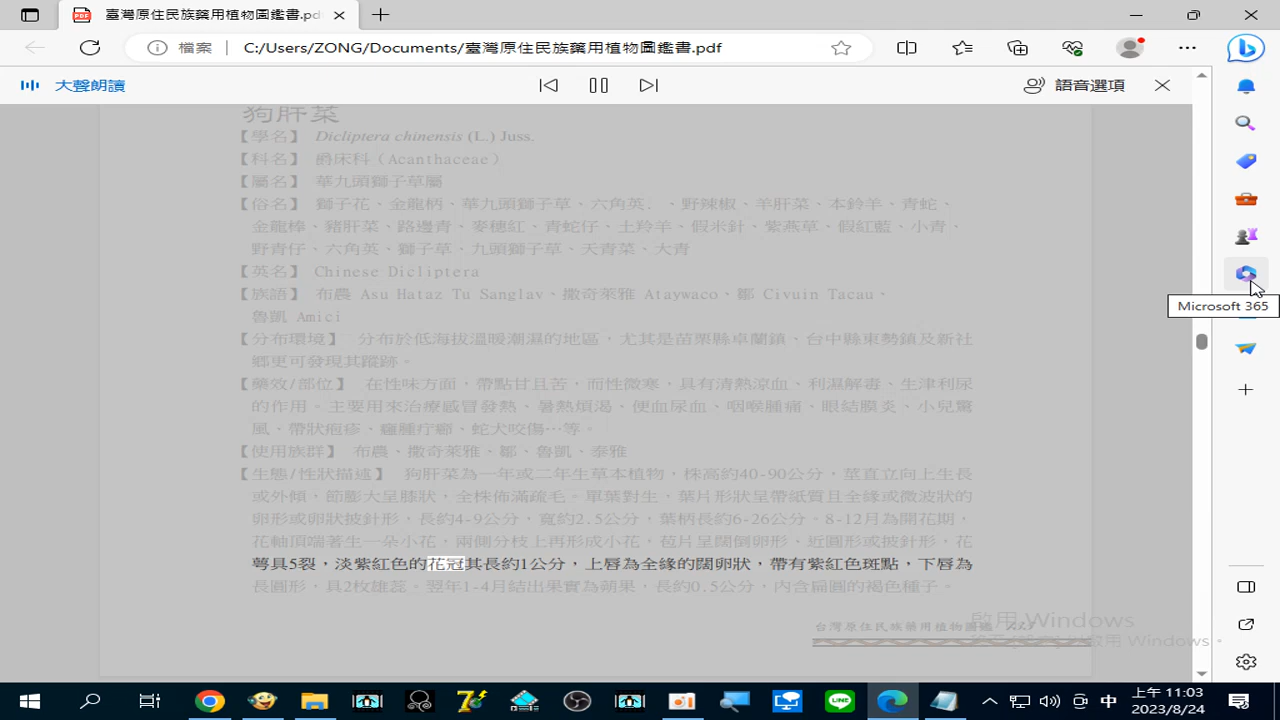 臺灣原住民族藥用植物圖鑑書.pdf
檔案
C:/Users/ZONG/Documents/臺灣原住民族藥用植物圖鑑書.pdf
大聲朗讀
語音選項
狗肝菜
【學名】 Dicliptera chinensis (L.) Juss.
【科名】 爵床科（Acanthaceae）
【屬名】 華九頭獅子草屬
【俗名】 獅子花、金龍柄、華九頭獅子草、六角英.、野辣椒、羊肝菜、本鈴羊、青蛇、
金龍棒、豬肝菜、路邊青、麥穗紅、青蛇仔、土羚羊、假米針、紫燕草、假紅藍、小青、
野青仔、六角英、獅子草、九頭獅子草、天青菜、大青
【英名】 Chinese Dicliptera
【族語】 布農 Asu Hataz Tu Sanglav、撒奇萊雅 Ataywaco、鄒 Civuin Tacau、
魯凱 Amici
【分布環境】 分布於低海拔溫暖潮濕的地區，尤其是苗栗縣卓蘭鎮、台中縣東勢鎮及新社
鄉更可發現其蹤跡。
【藥效/部位】 在性味方面，帶點甘且苦，而性微寒，具有清熱涼血、利濕解毒、生津利尿
的作用。主要用來治療感冒發熱、暑熱煩渴、便血尿血、咽喉腫痛、眼結膜炎、小兒驚
風、帶狀疱疹、癰腫疔瘡、蛇犬咬傷…等。
【使用族群】 布農、撒奇萊雅、鄒、魯凱、泰雅
【生態/性狀描述】 狗肝菜為一年或二年生草本植物，株高約40-90公分，莖直立向上生長
或外傾，節膨大呈膝狀，全株佈滿疏毛。單葉對生，葉片形狀呈帶紙質且全緣或微波狀的
卵形或卵狀披針形，長約4-9公分，寬約2.5公分，葉柄長約6-26公分。8-12月為開花期，
花軸頂端著生一朵小花，兩側分枝上再形成小花，苞片呈闊倒卵形、近圓形或披針形。花
萼具5裂，淡紫紅色的花冠其長約1公分，上唇為全緣的闊卵狀，帶有紫紅色斑點，下唇為
長圓形，具2枚雄蕊。翌年1-4月結出果實為蒴果，長約0.5公分，內含扁圓的褐色種子。
台灣原住民族藥用植物圖鑑
啟用 Windows
Microsoft 365
中
上午 11:03
2023/8/24